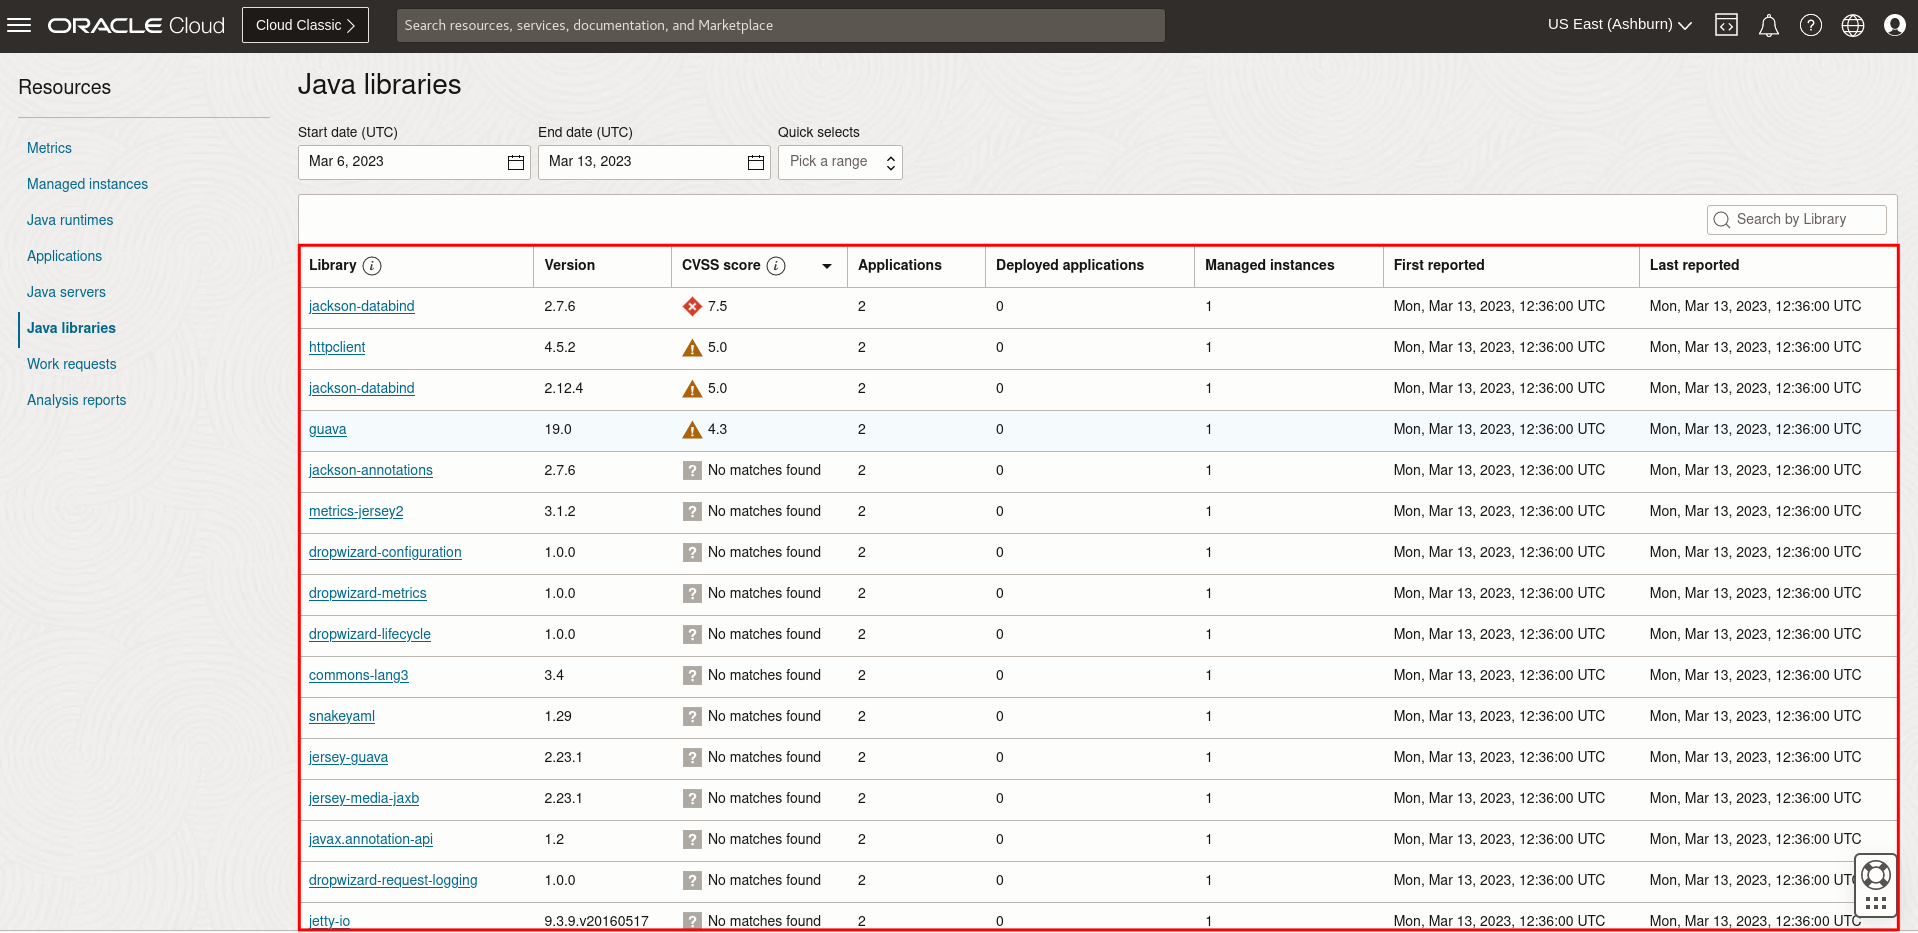 ORACLE Cloud Cloud Classic Search resources, services, documentation, and Marketplace US East (Ashburn)
Resources
Metrics
Managed instances
Java runtimes
Applications
Java servers
Java libraries
Work requests
Analysis reports
Java libraries
Start date (UTC) End date (UTC) Quick selects
Mar 6, 2023 Mar 13, 2023 Pick a range
Search by Library
Library i Version CVSS score i Applications Deployed applications Managed instances First reported Last reported
jackson-databind 2.7.6 7.5 2 0 1 Mon, Mar 13, 2023, 12:36:00 UTC Mon, Mar 13, 2023, 12:36:00 UTC
httpclient 4.5.2 ! 5.0 2 0 1 Mon, Mar 13, 2023, 12:36:00 UTC Mon, Mar 13, 2023, 12:36:00 UTC
jackson-databind 2.12.4 ! 5.0 2 0 1 Mon, Mar 13, 2023, 12:36:00 UTC Mon, Mar 13, 2023, 12:36:00 UTC
guava 19.0 ! 4.3 2 0 1 Mon, Mar 13, 2023, 12:36:00 UTC Mon, Mar 13, 2023, 12:36:00 UTC
jackson-annotations 2.7.6 ? No matches found 2 0 1 Mon, Mar 13, 2023, 12:36:00 UTC Mon, Mar 13, 2023, 12:36:00 UTC
metrics-jersey2 3.1.2 ? No matches found 2 0 1 Mon, Mar 13, 2023, 12:36:00 UTC Mon, Mar 13, 2023, 12:36:00 UTC
dropwizard-configuration 1.0.0 ? No matches found 2 0 1 Mon, Mar 13, 2023, 12:36:00 UTC Mon, Mar 13, 2023, 12:36:00 UTC
dropwizard-metrics 1.0.0 ? No matches found 2 0 1 Mon, Mar 13, 2023, 12:36:00 UTC Mon, Mar 13, 2023, 12:36:00 UTC
dropwizard-lifecycle 1.0.0 ? No matches found 2 0 1 Mon, Mar 13, 2023, 12:36:00 UTC Mon, Mar 13, 2023, 12:36:00 UTC
commons-lang3 3.4 ? No matches found 2 0 1 Mon, Mar 13, 2023, 12:36:00 UTC Mon, Mar 13, 2023, 12:36:00 UTC
snakeyaml 1.29 ? No matches found 2 0 1 Mon, Mar 13, 2023, 12:36:00 UTC Mon, Mar 13, 2023, 12:36:00 UTC
jersey-guava 2.23.1 ? No matches found 2 0 1 Mon, Mar 13, 2023, 12:36:00 UTC Mon, Mar 13, 2023, 12:36:00 UTC
jersey-media-jaxb 2.23.1 ? No matches found 2 0 1 Mon, Mar 13, 2023, 12:36:00 UTC Mon, Mar 13, 2023, 12:36:00 UTC
javax.annotation-api 1.2 ? No matches found 2 0 1 Mon, Mar 13, 2023, 12:36:00 UTC Mon, Mar 13, 2023, 12:36:00 UTC
dropwizard-request-logging 1.0.0 ? No matches found 2 0 1 Mon, Mar 13, 2023, 12:36:00 UTC Mon, Mar 13, 2023, 12:36:00 UTC
jetty-io 9.3.9.v20160517 ? No matches found 2 0 1 Mon, Mar 13, 2023, 12:36:00 UTC Mon, Mar 13, 2023, 12:36:00 UTC